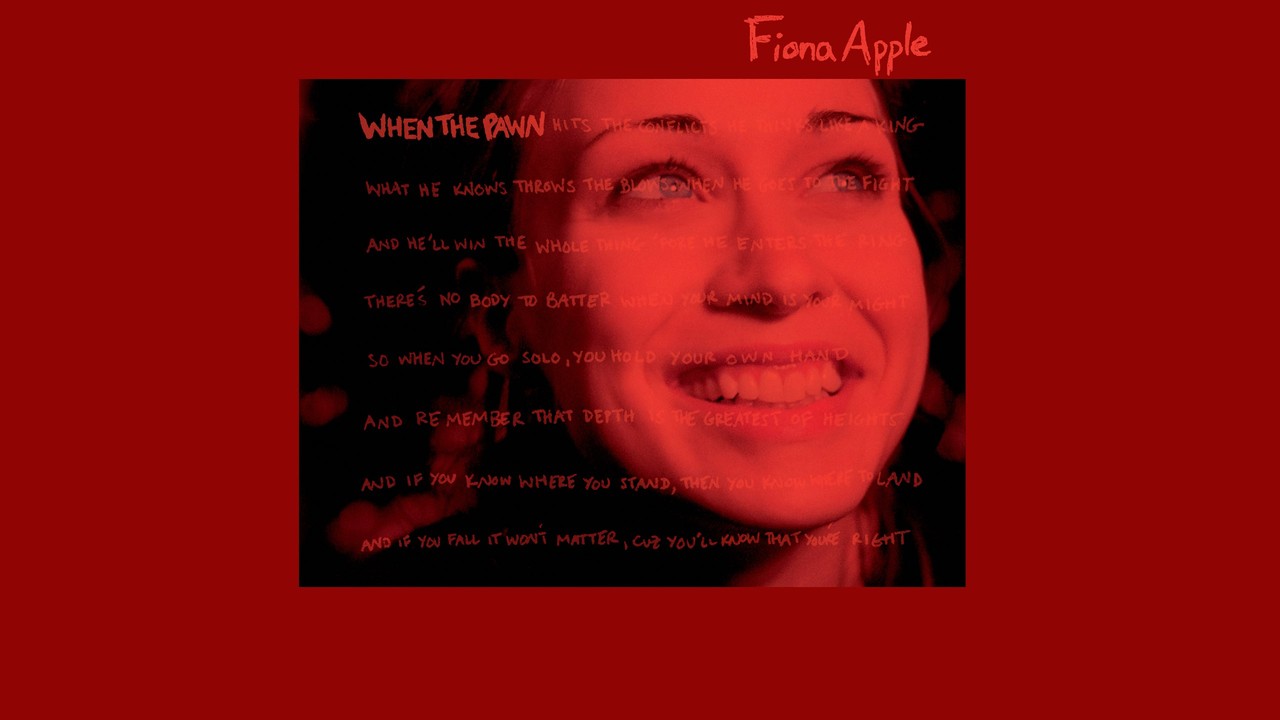 Fiona Apple
WHEN THE PAWN HITS THE CONFLICTS HE THINKS LIKE A KING
WHAT HE KNOWS THROWS THE BLOWS WHEN HE GOES TO THE FIGHT
AND HE'LL WIN THE WHOLE THING 'FORE HE ENTERS THE RING
THERE'S NO BODY TO BATTER WHEN YOUR MIND IS YOUR MIGHT
SO WHEN YOU GO SOLO, YOU HOLD YOUR OWN HAND
AND REMEMBER THAT DEPTH IS THE GREATEST OF HEIGHTS
AND IF YOU KNOW WHERE YOU STAND, THEN YOU KNOW WHERE TO LAND
AND IF YOU FALL IT WON'T MATTER, CUZ YOU'LL KNOW THAT YOU'RE RIGHT